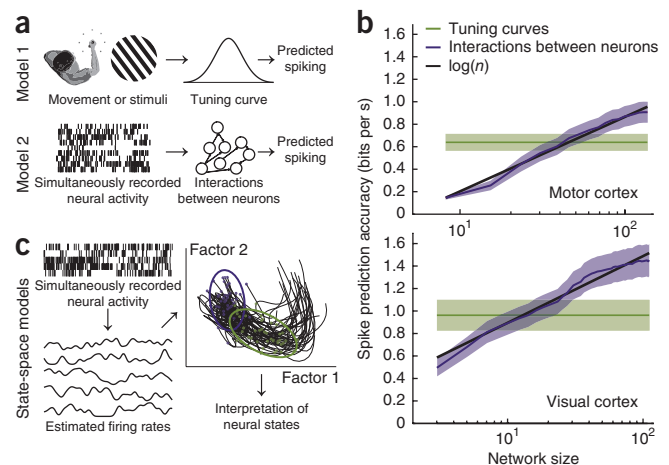 a
Model 1
Movement or stimuli
Tuning curve
Predicted
spiking
Model 2
Simultaneously recorded
neural activity
Interactions
between neurons
Predicted
spiking
b
Tuning curves
Interactions between neurons
log(n)
Spike prediction accuracy (bits per s)
1.6
1.4
1.2
1.0
0.8
0.6
0.4
0.2
0
Motor cortex
10¹
10²
1.6
1.4
1.2
1.0
0.8
0.6
0.4
0.2
0
Visual cortex
10¹
10²
Network size
c
State-space models
Simultaneously recorded
neural activity
Estimated firing rates
Factor 2
Factor 1
Interpretation of
neural states